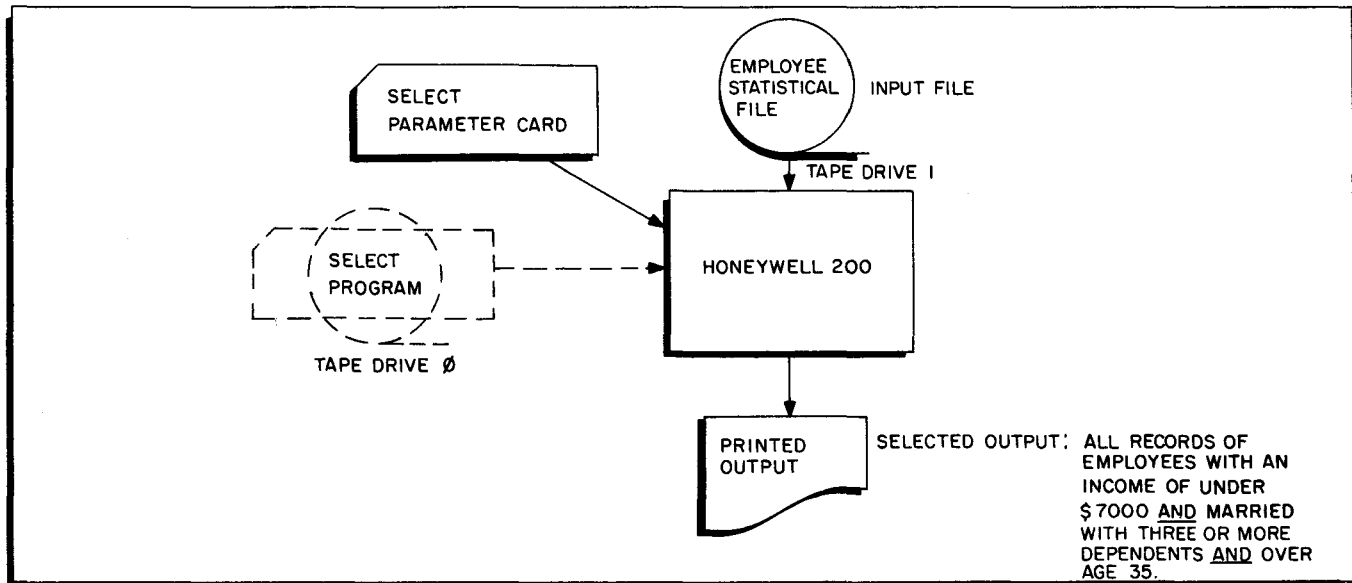 SELECT
PARAMETER CARD
EMPLOYEE
STATISTICAL
FILE
INPUT FILE
TAPE DRIVE 1
SELECT
PROGRAM
TAPE DRIVE Ø
HONEYWELL 200
PRINTED
OUTPUT
SELECTED OUTPUT: ALL RECORDS OF
EMPLOYEES WITH AN
INCOME OF UNDER
$7000 AND MARRIED
WITH THREE OR MORE
DEPENDENTS AND OVER
AGE 35.